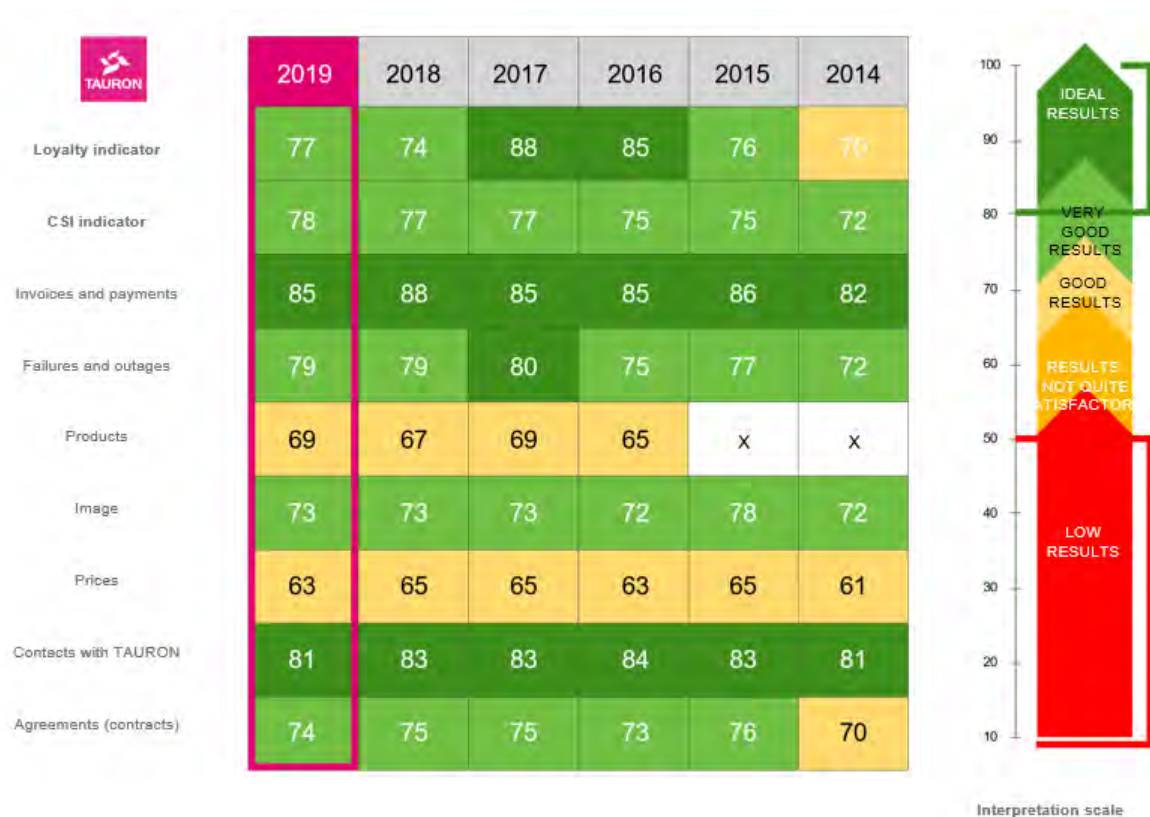 TAURON
2019 2018 2017 2016 2015 2014
Loyalty indicator 77 74 88 85 76 70
CSI indicator 78 77 77 75 75 72
Invoices and payments 85 88 85 85 86 82
Failures and outages 79 79 80 75 77 72
Products 69 67 69 65 x x
Image 73 73 73 72 78 72
Prices 63 65 65 63 65 61
Contacts with TAURON 81 83 83 84 83 81
Agreements (contracts) 74 75 75 73 76 70
100
90
80
70
60
50
40
30
20
10
IDEAL
RESULTS
VERY
GOOD
RESULTS
GOOD
RESULTS
RESULTS
NOT QUITE
ATISFACTOR
LOW
RESULTS
Interpretation scale